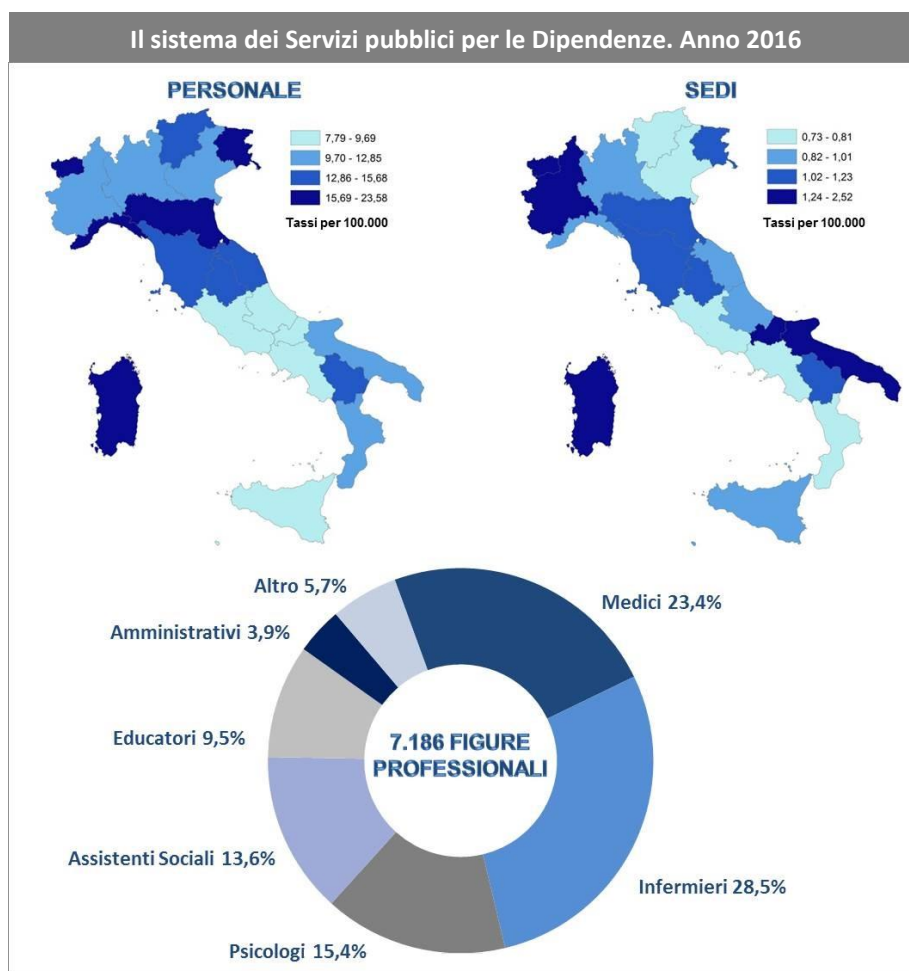 Il sistema dei Servizi pubblici per le Dipendenze. Anno 2016
PERSONALE
7,79 - 9,69
9,70 - 12,85
12,86 - 15,68
15,69 - 23,58
Tassi per 100.000
SEDI
0,73 - 0,81
0,82 - 1,01
1,02 - 1,23
1,24 - 2,52
Tassi per 100.000
Altro 5,7%
Medici 23,4%
Amministrativi 3,9%
Educatori 9,5%
7.186 FIGURE
PROFESSIONALI
Assistenti Sociali 13,6%
Infermieri 28,5%
Psicologi 15,4%